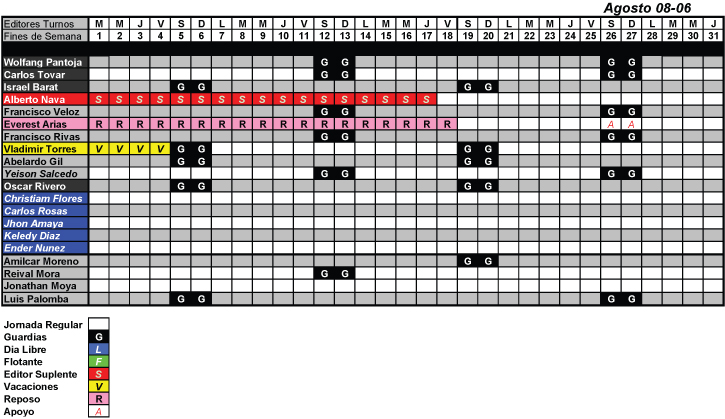 Agosto 08-06
Editores Turnos M M J V S D L M M J V S D L M M J V S D L M M J V S D L M M J
Fines de Semana 1 2 3 4 5 6 7 8 9 10 11 12 13 14 15 16 17 18 19 20 21 22 23 24 25 26 27 28 29 30 31
Wolfang Pantoja G G G G
Carlos Tovar G G G G
Israel Barat G G G G
Alberto Nava S S S S S S S S S S S S S S S S S
Francisco Veloz G G G G
Everest Arias R R R R R R R R R R R R R R R R R R A A
Francisco Rivas G G G G
Vladimir Torres V V V V G G G G
Abelardo Gil G G G G
Yeison Salcedo G G G G
Oscar Rivero G G G G
Christiam Flores
Carlos Rosas
Jhon Amaya
Keledy Diaz
Ender Nunez
Amilcar Moreno G G
Reival Mora G G
Jonathan Moya
Luis Palomba G G G G
Jornada Regular
Guardias G
Dia Libre L
Flotante F
Editor Suplente S
Vacaciones V
Reposo R
Apoyo A